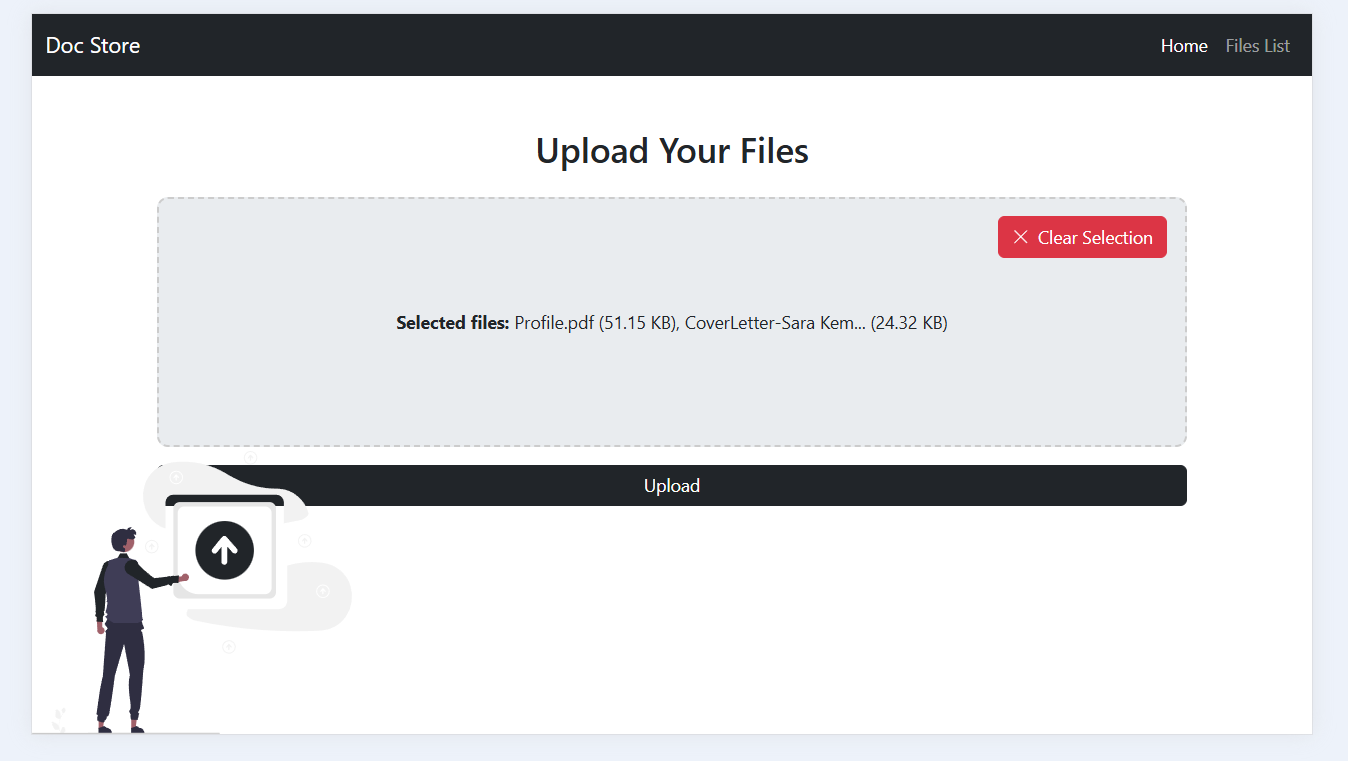 Doc Store
Home Files List
Upload Your Files
Clear Selection
Selected files: Profile.pdf (51.15 KB), CoverLetter-Sara Kem... (24.32 KB)
Upload